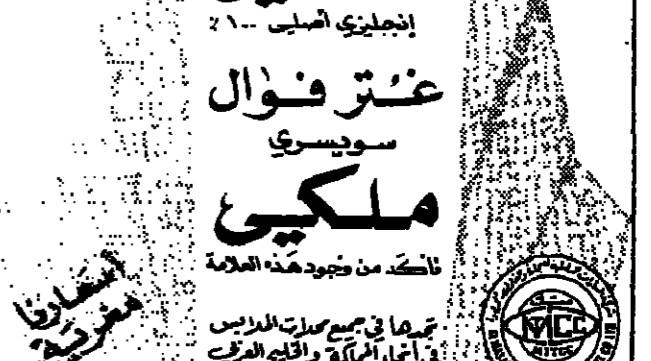 إنجليزي أصلي ١٠٠٪
غُتر فوال
سويسري
ملكي
تأكد من وجود هذه العلامة
أسعارنا
مغرية
تجدها في جميع محلات الملابس
في أنحاء المملكة والخليج العربي